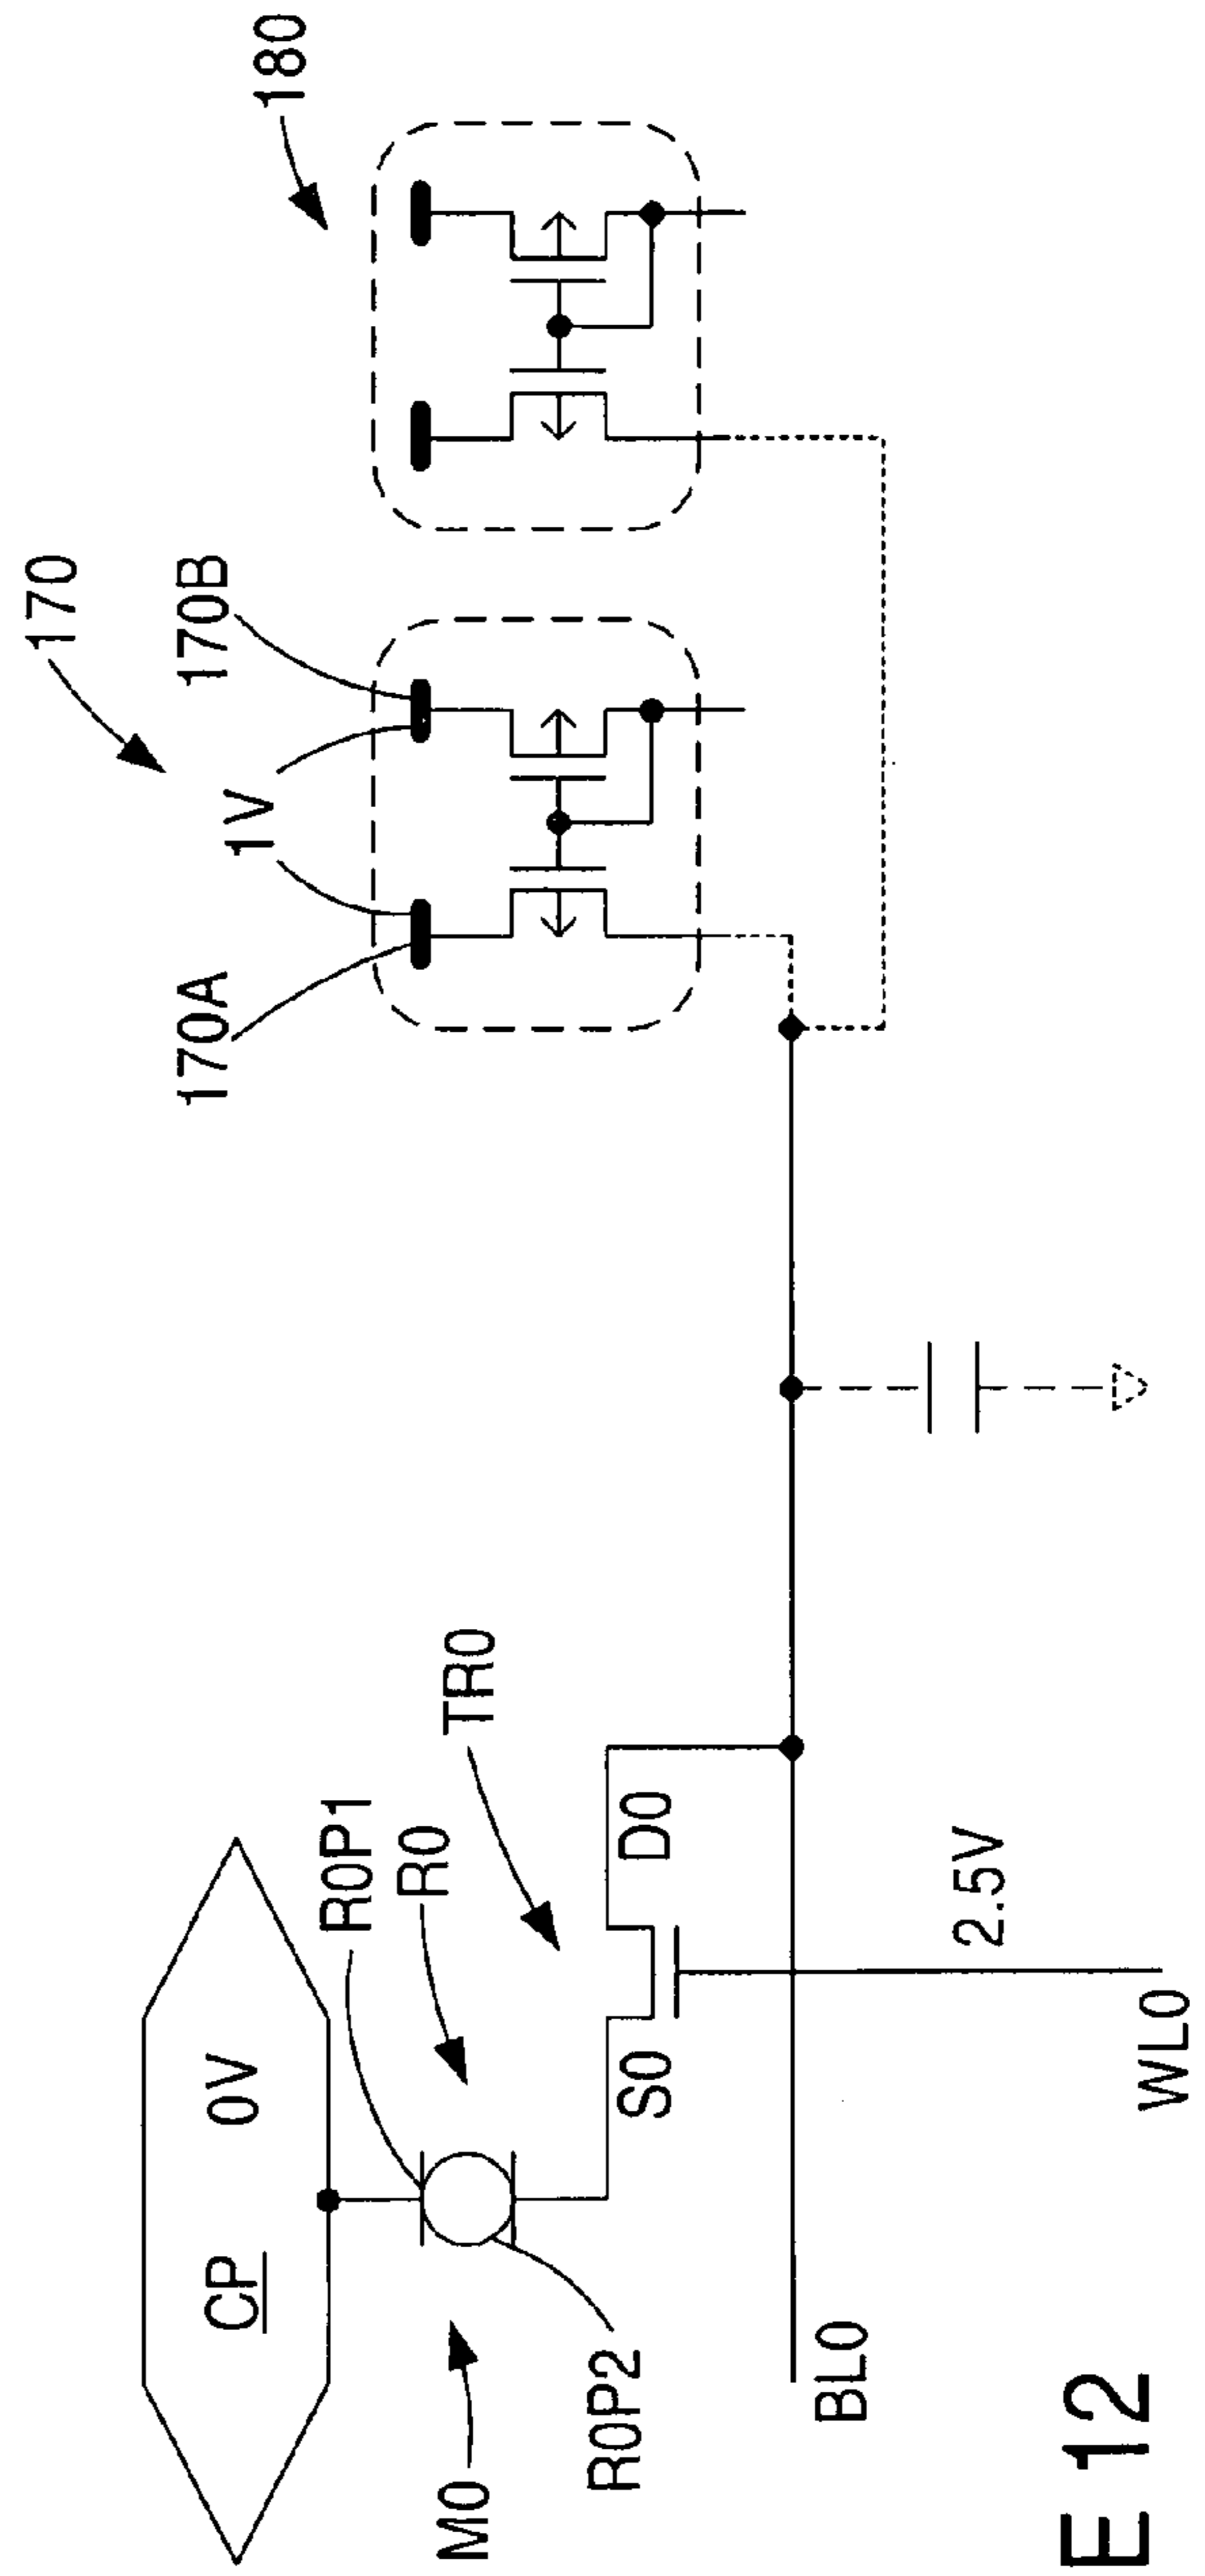 170
180
170A
1V
170B
CP 0V
R0P1
R0
TR0
M0
R0P2
S0
D0
BL0
2.5V
WL0
E 12